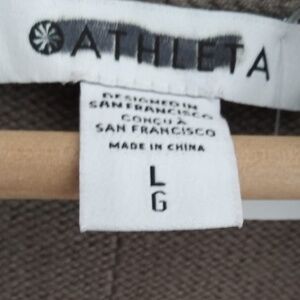 ATHLETA
DESIGNED IN
SAN FRANCISCO
CONÇU À
SAN FRANCISCO
MADE IN CHINA
L
G